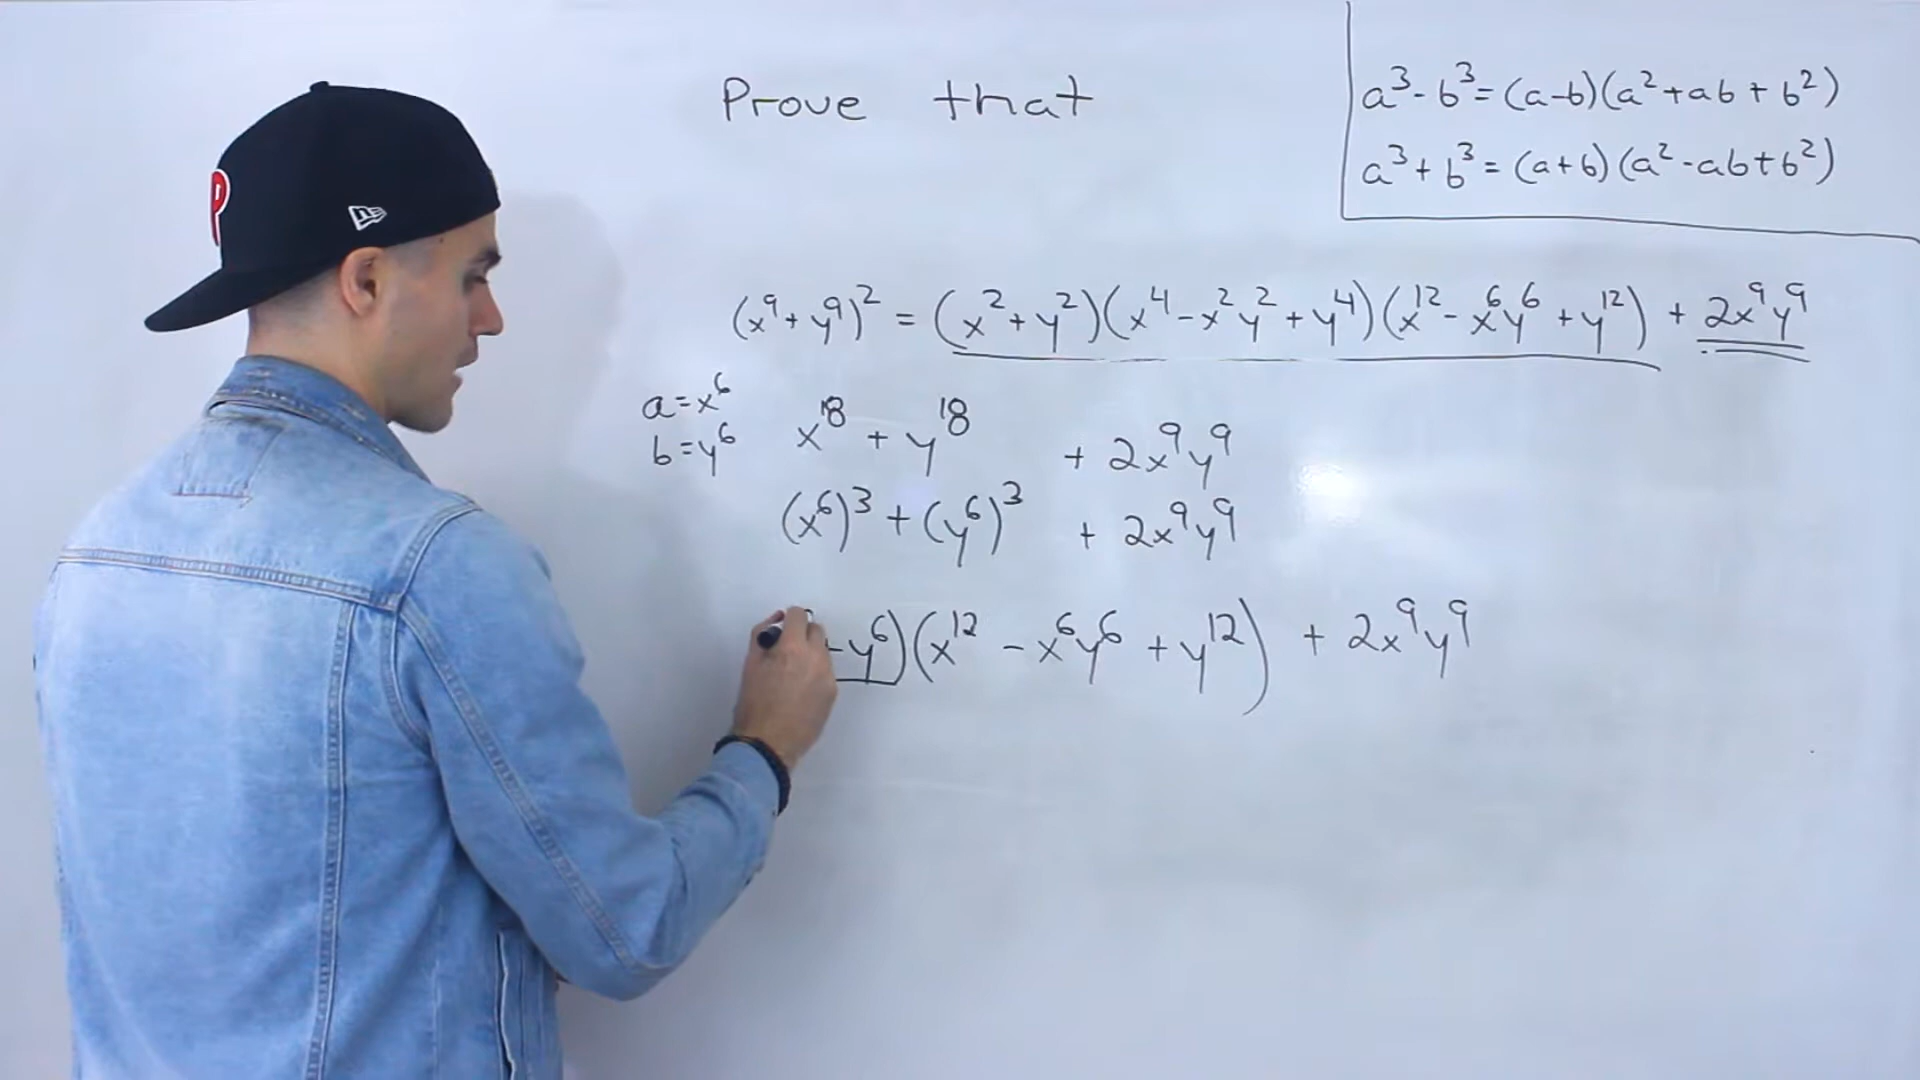 Prove that
a³-b³=(a-b)(a²+ab+b²)
a³+b³=(a+b)(a²-ab+b²)
(x⁹+y⁹)²=(x²+y²)(x⁴-x²y²+y⁴)(x¹²-x⁶y⁶+y¹²)+2x⁹y⁹
a=x⁶
b=y⁶
x¹⁸+y¹⁸ +2x⁹y⁹
(x⁶)³+(y⁶)³ +2x⁹y⁹
y⁶)(x¹²-x⁶y⁶+y¹²)+2x⁹y⁹
P